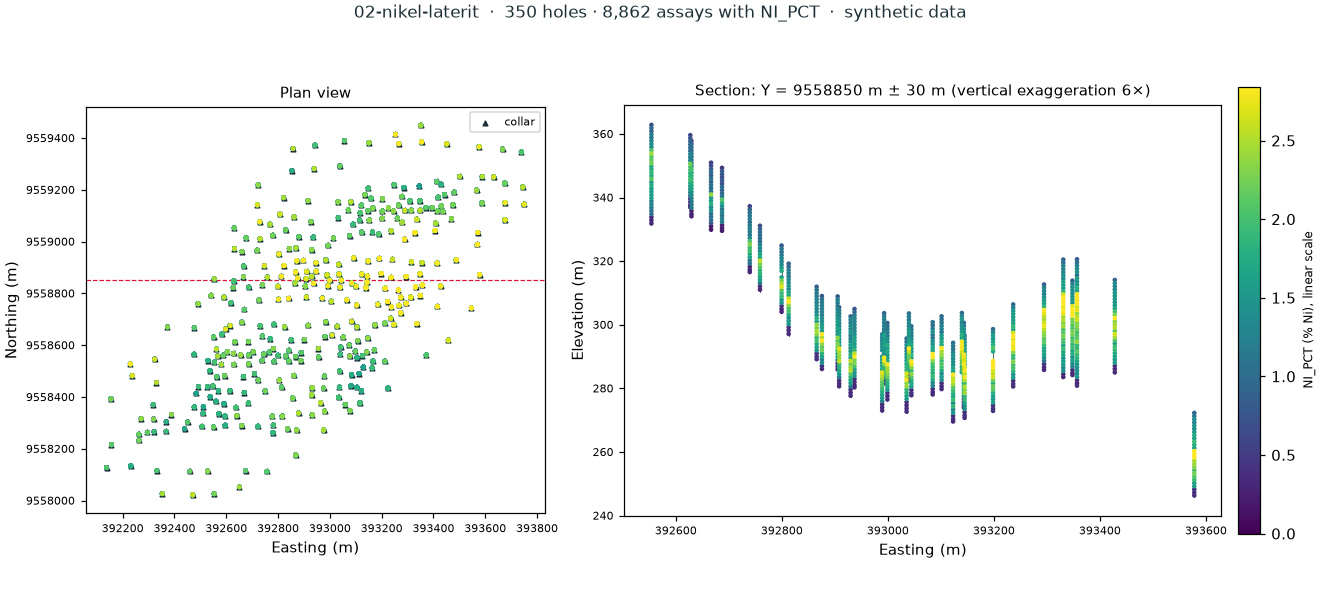 02-nikel-laterit · 350 holes · 8,862 assays with NI_PCT · synthetic data
Plan view
collar
9559400
9559200
9559000
9558800
9558600
9558400
9558200
9558000
Northing (m)
392200 392400 392600 392800 393000 393200 393400 393600 393800
Easting (m)
Section: Y = 9558850 m ± 30 m (vertical exaggeration 6×)
360
340
320
300
280
260
240
Elevation (m)
392600 392800 393000 393200 393400 393600
Easting (m)
2.5
2.0
1.5
1.0
0.5
0.0
NI_PCT (% Ni), linear scale